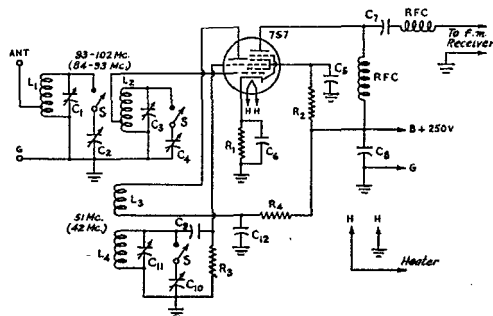 ANT
93-102 Mc.
(84-93 Mc.)
L1
C1
S
C2
L2
C3
S
C4
7S7
H H
R1
C6
R2
C5
C7
RFC
To f.m.
Receiver
RFC
B+250V
C8
G
G
L3
R4
C12
51 Mc.
(42 Mc.)
L4
C11
S
C9
C10
R3
H H
Heater